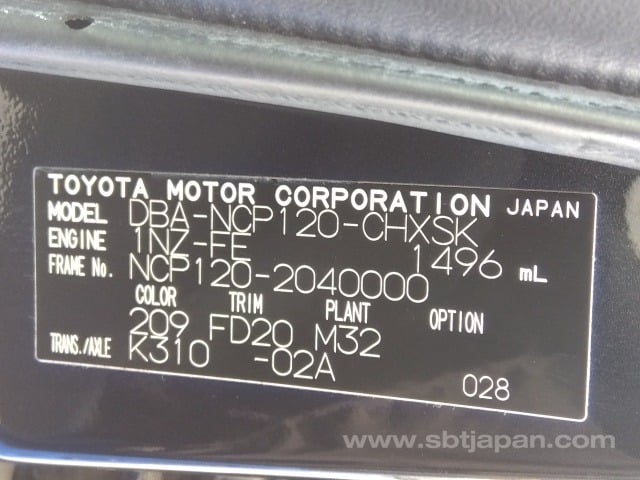 TOYOTA MOTOR CORPORATION JAPAN
MODEL DBA-NCP120-CHXSK
ENGINE 1NZ-FE 1496 mL
FRAME No. NCP120-2040000
COLOR TRIM PLANT OPTION
209 FD20 M32
TRANS./AXLE K310 -02A
028
www.sbtjapan.com